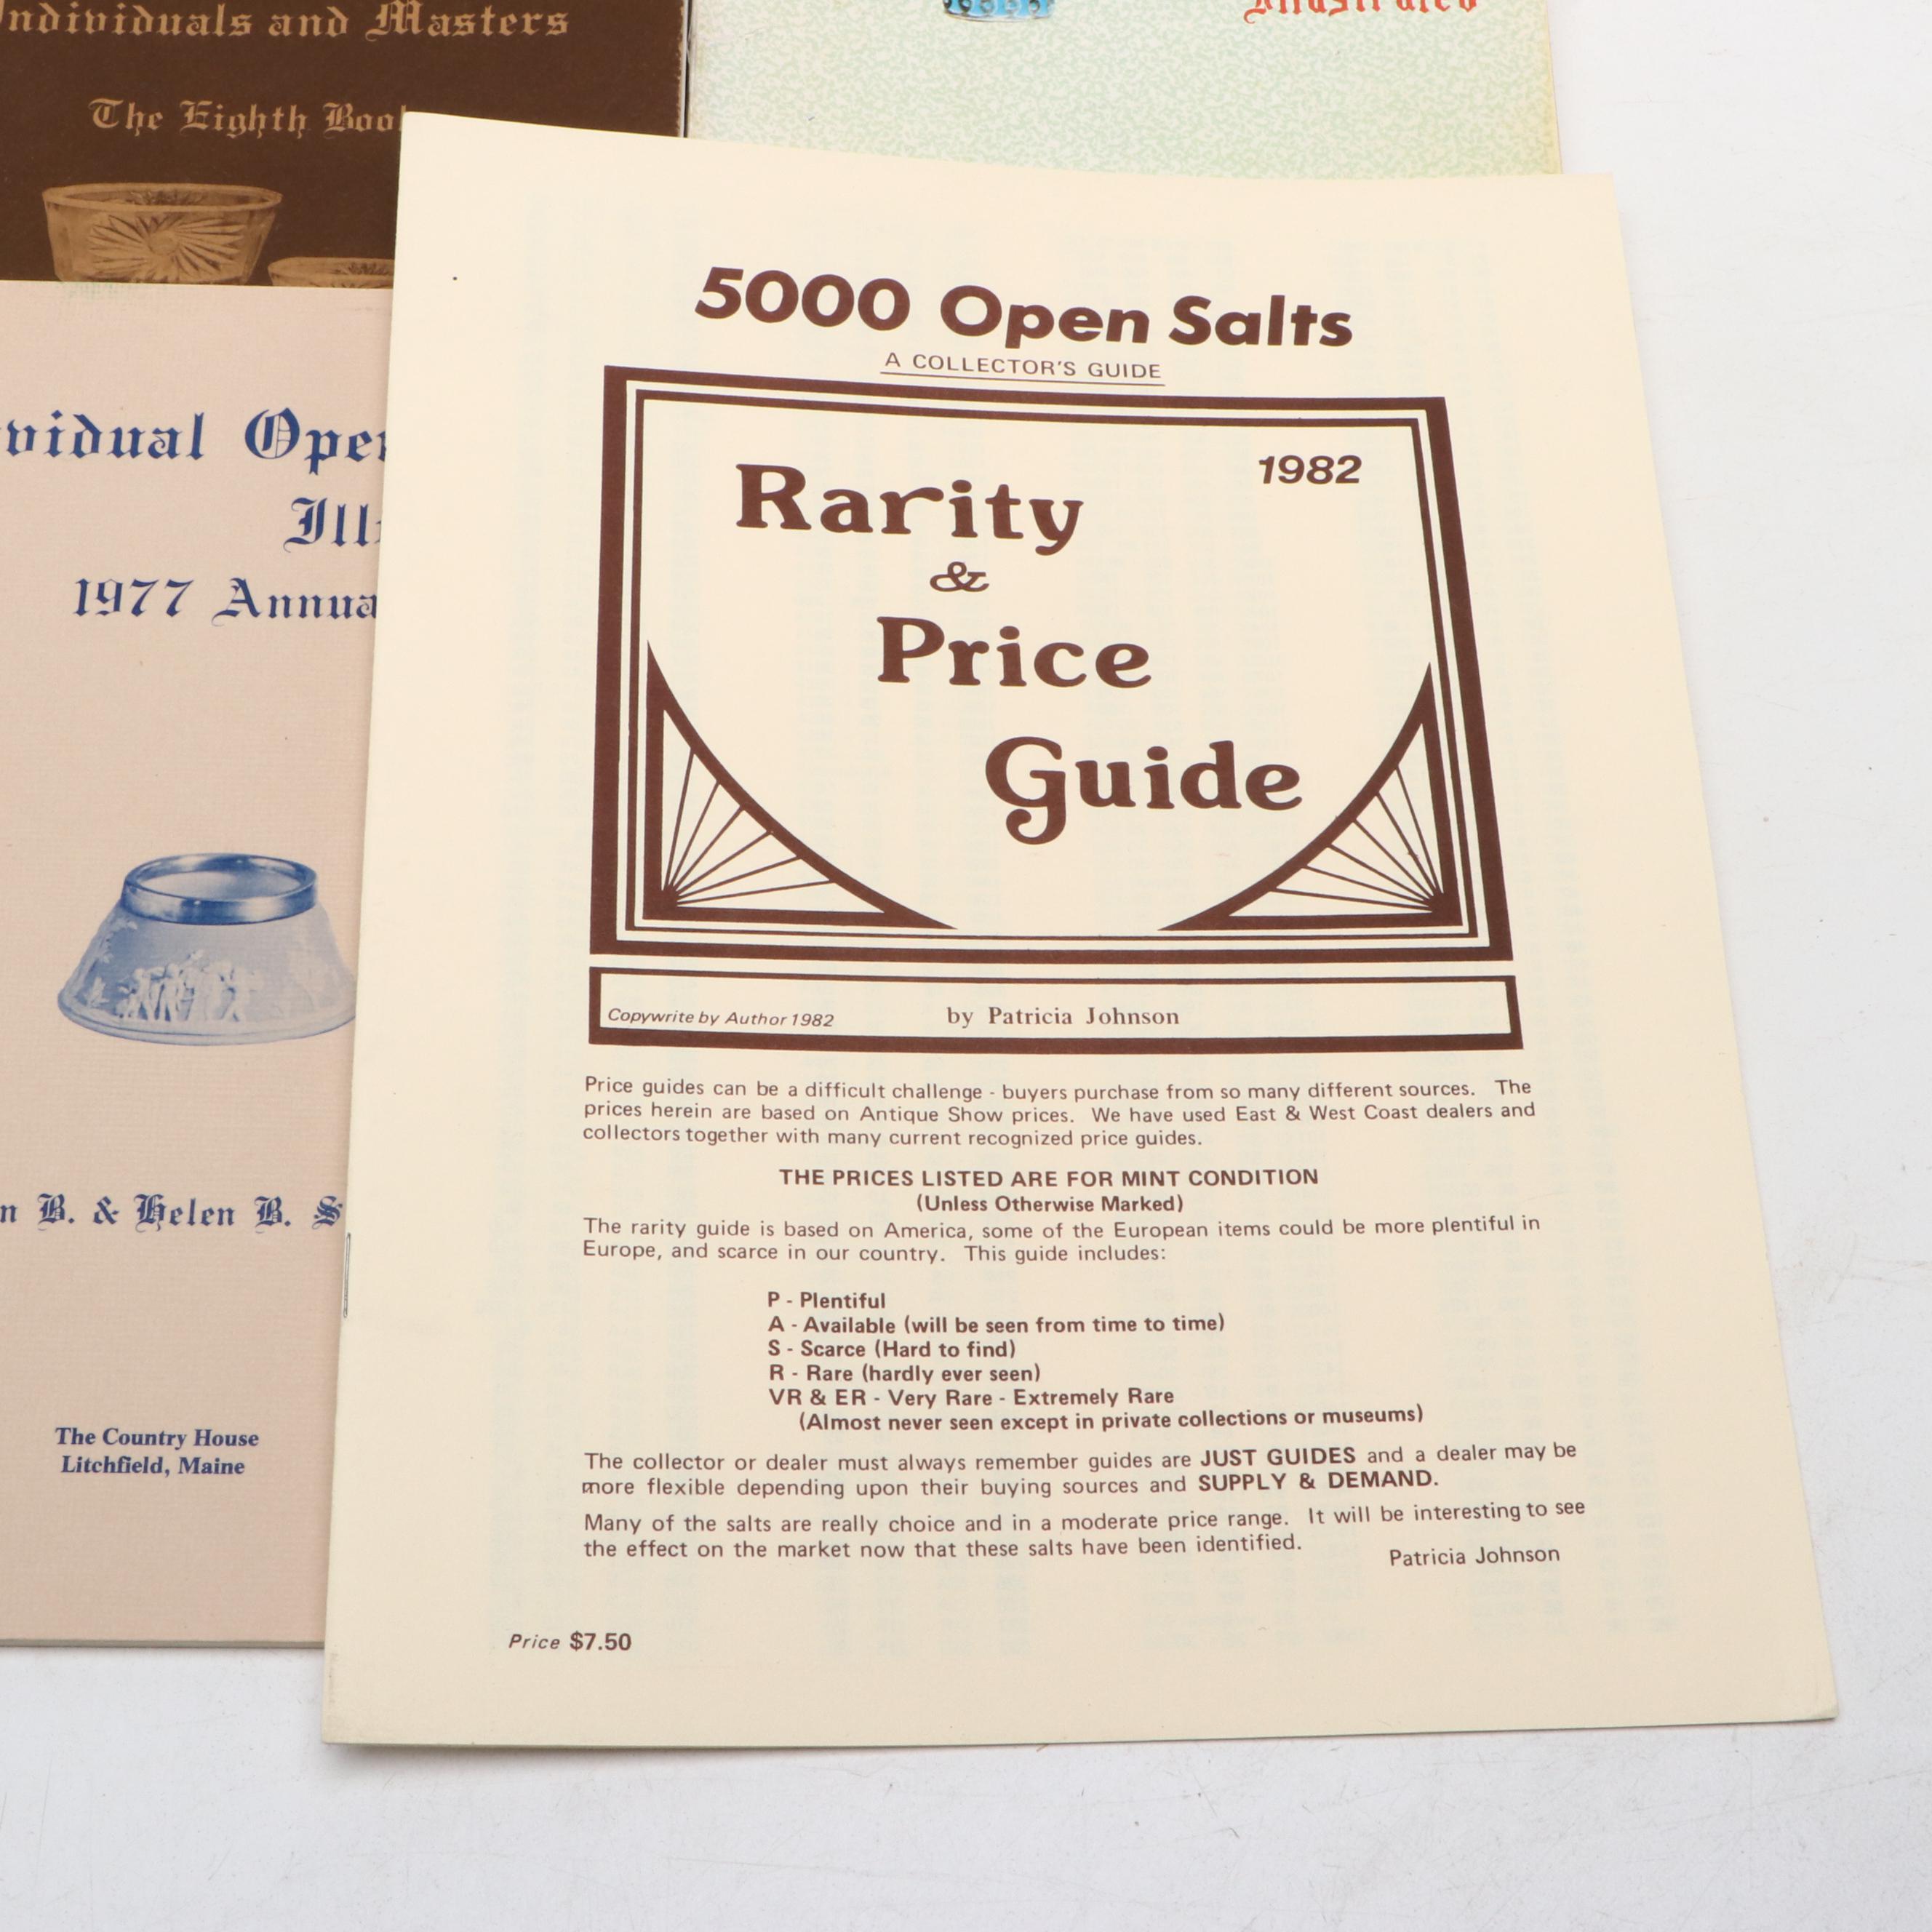 and Masters
The Eighth
Illustrated
5000 Open Salts
A COLLECTOR'S GUIDE
1982
Rarity
&
Price
Guide
Copywrite by Author 1982 by Patricia Johnson
Price guides can be a difficult challenge - buyers purchase from so many different sources. The
prices herein are based on Antique Show prices. We have used East & West Coast dealers and
collectors together with many current recognized price guides.
THE PRICES LISTED ARE FOR MINT CONDITION
(Unless Otherwise Marked)
The rarity guide is based on America, some of the European items could be more plentiful in
Europe, and scarce in our country. This guide includes:
P - Plentiful
A - Available (will be seen from time to time)
S - Scarce (Hard to find)
R - Rare (hardly ever seen)
VR & ER - Very Rare - Extremely Rare
(Almost never seen except in private collections or museums)
The collector or dealer must always remember guides are JUST GUIDES and a dealer may be
more flexible depending upon their buying sources and SUPPLY & DEMAND.
Many of the salts are really choice and in a moderate price range. It will be interesting to see
the effect on the market now that these salts have been identified.
Patricia Johnson
Price $7.50
1977
B. & Helen B.
The Country House
Litchfield, Maine